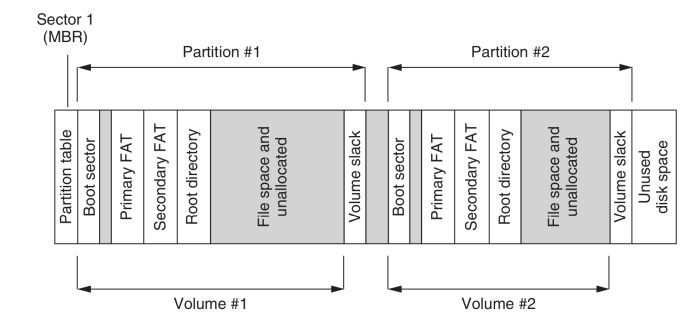 Sector 1
(MBR)
Partition #1
Partition #2
Partition table
Boot sector
Primary FAT
Secondary FAT
Root directory
File space and
unallocated
Volume slack
Boot sector
Primary FAT
Secondary FAT
Root directory
File space and
unallocated
Volume slack
Unused
disk space
Volume #1
Volume #2